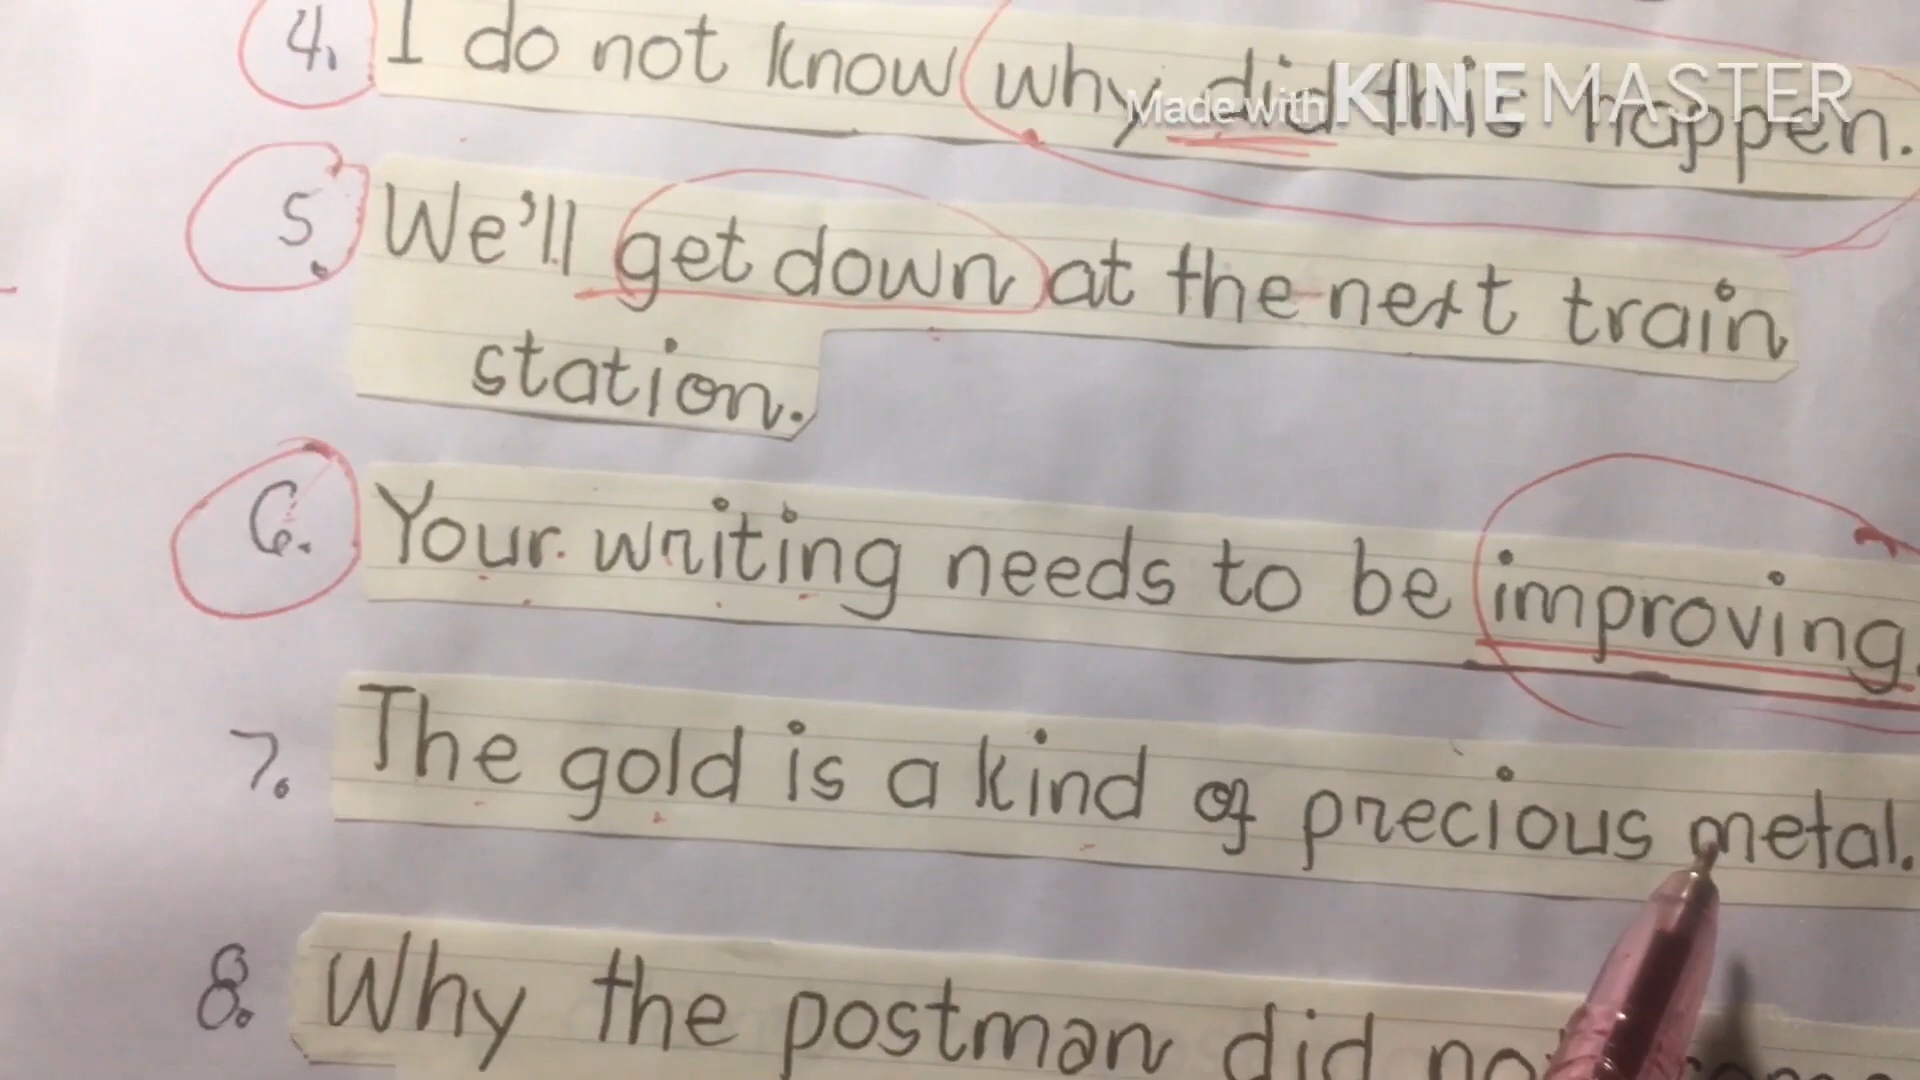 4. I do not know why did this happen.
Made with KINEMASTER
5. We'll get down at the next train
station.
6. Your writing needs to be improving.
7. The gold is a kind of precious metal.
8. Why the postman did